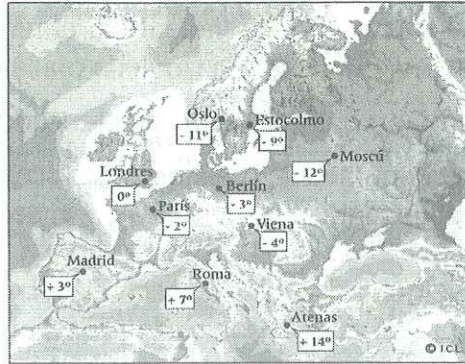 Oslo
- 11º
Estocolmo
- 9º
Moscú
- 12º
Londres
0º
Berlín
- 3º
París
- 2º
Viena
- 4º
Madrid
+ 3º
Roma
+ 7º
Atenas
+ 14º
© ICL